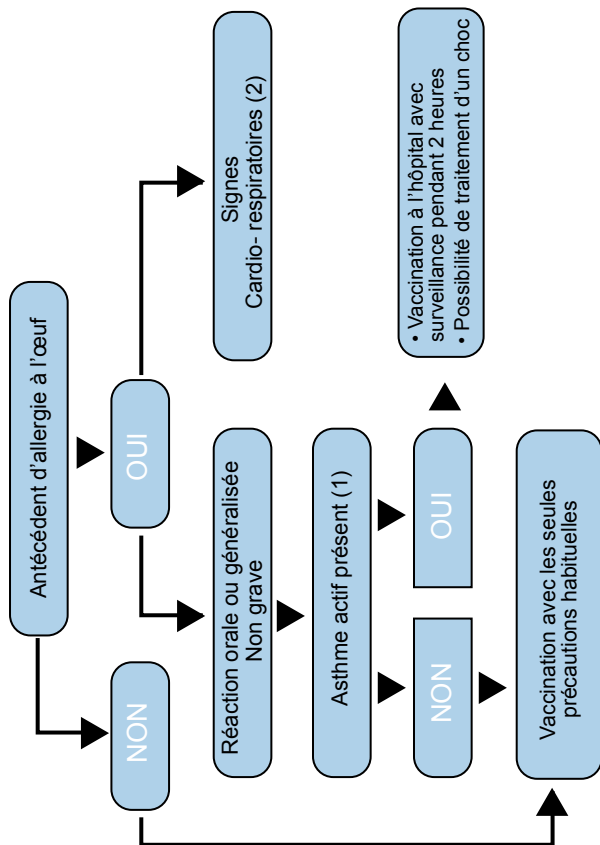 Antécédent d'allergie à l'œuf
NON
OUI
Réaction orale ou généralisée
Non grave
Signes
Cardio- respiratoires (2)
Asthme actif présent (1)
NON
OUI
• Vaccination à l'hôpital avec
surveillance pendant 2 heures
• Possibilité de traitement d'un choc
Vaccination avec les seules
précautions habituelles